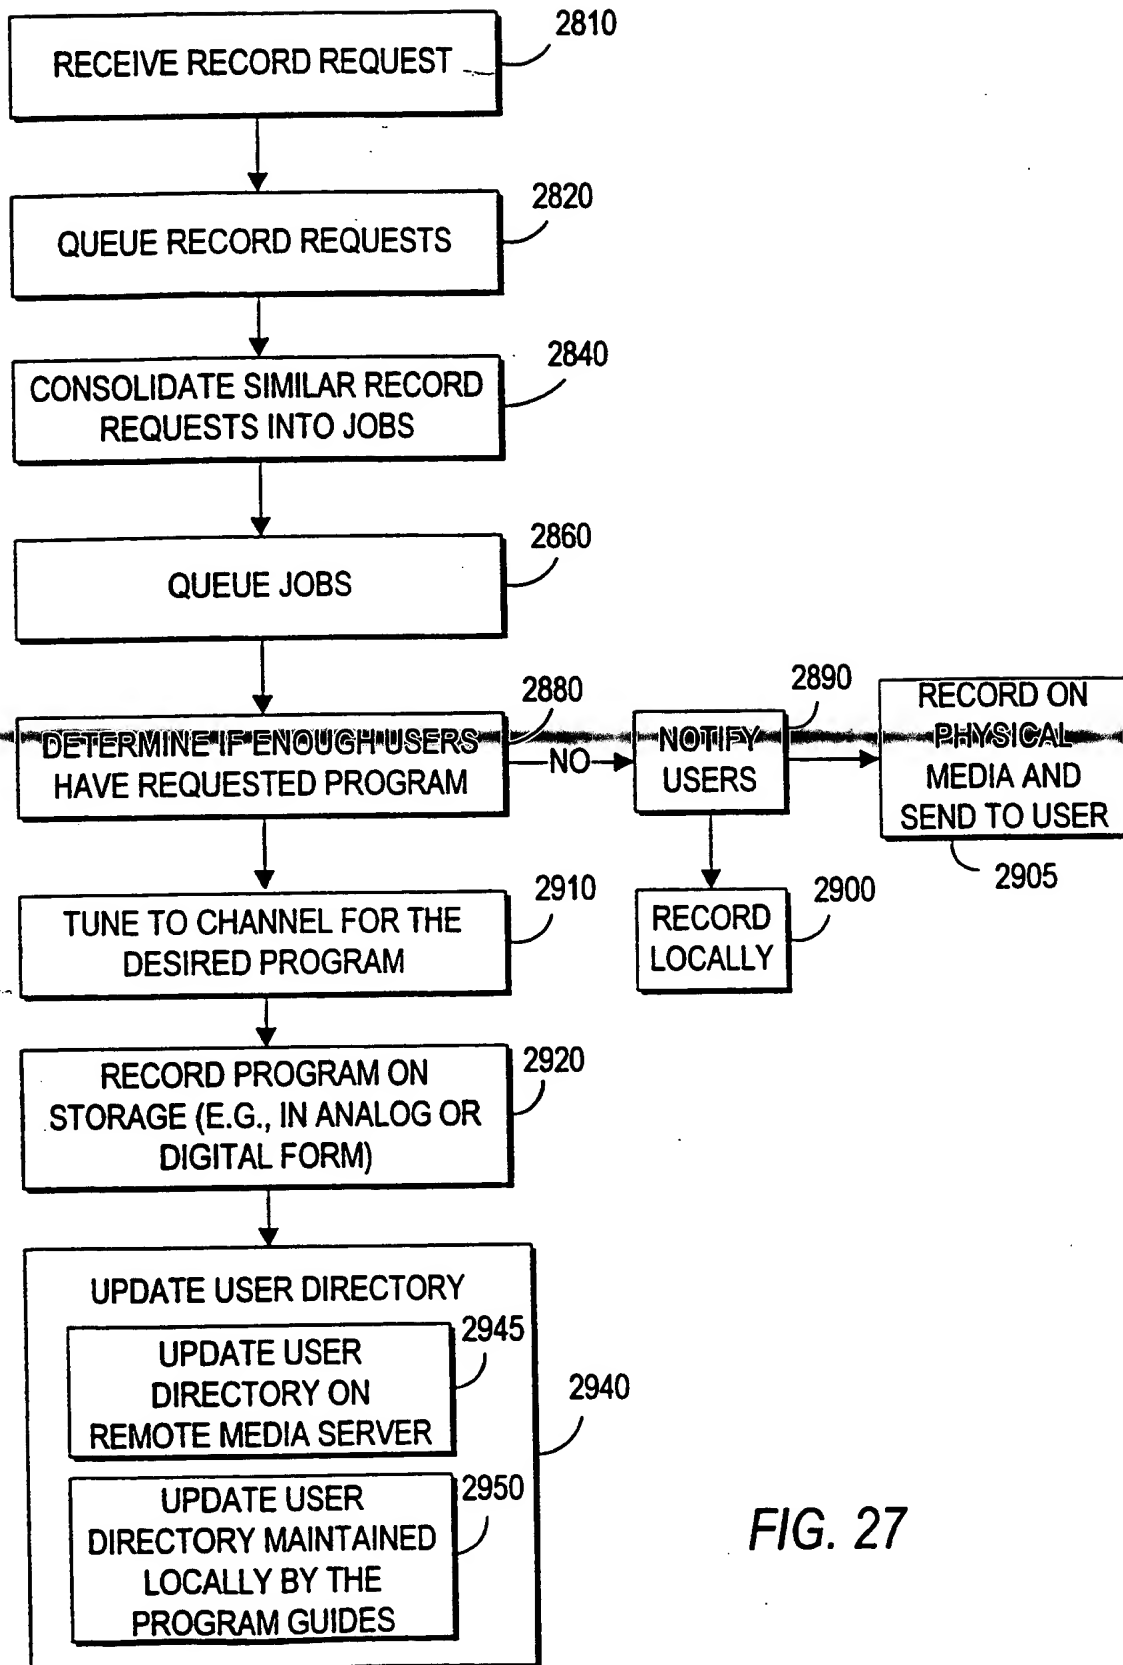 2810
RECEIVE RECORD REQUEST
2820
QUEUE RECORD REQUESTS
2840
CONSOLIDATE SIMILAR RECORD
REQUESTS INTO JOBS
2860
QUEUE JOBS
2880
DETERMINE IF ENOUGH USERS
HAVE REQUESTED PROGRAM
NO
2890
NOTIFY
USERS
RECORD ON
PHYSICAL
MEDIA AND
SEND TO USER
2905
2900
RECORD
LOCALLY
2910
TUNE TO CHANNEL FOR THE
DESIRED PROGRAM
2920
RECORD PROGRAM ON
STORAGE (E.G., IN ANALOG OR
DIGITAL FORM)
UPDATE USER DIRECTORY
2945
UPDATE USER
DIRECTORY ON
REMOTE MEDIA SERVER
2940
2950
UPDATE USER
DIRECTORY MAINTAINED
LOCALLY BY THE
PROGRAM GUIDES
FIG. 27